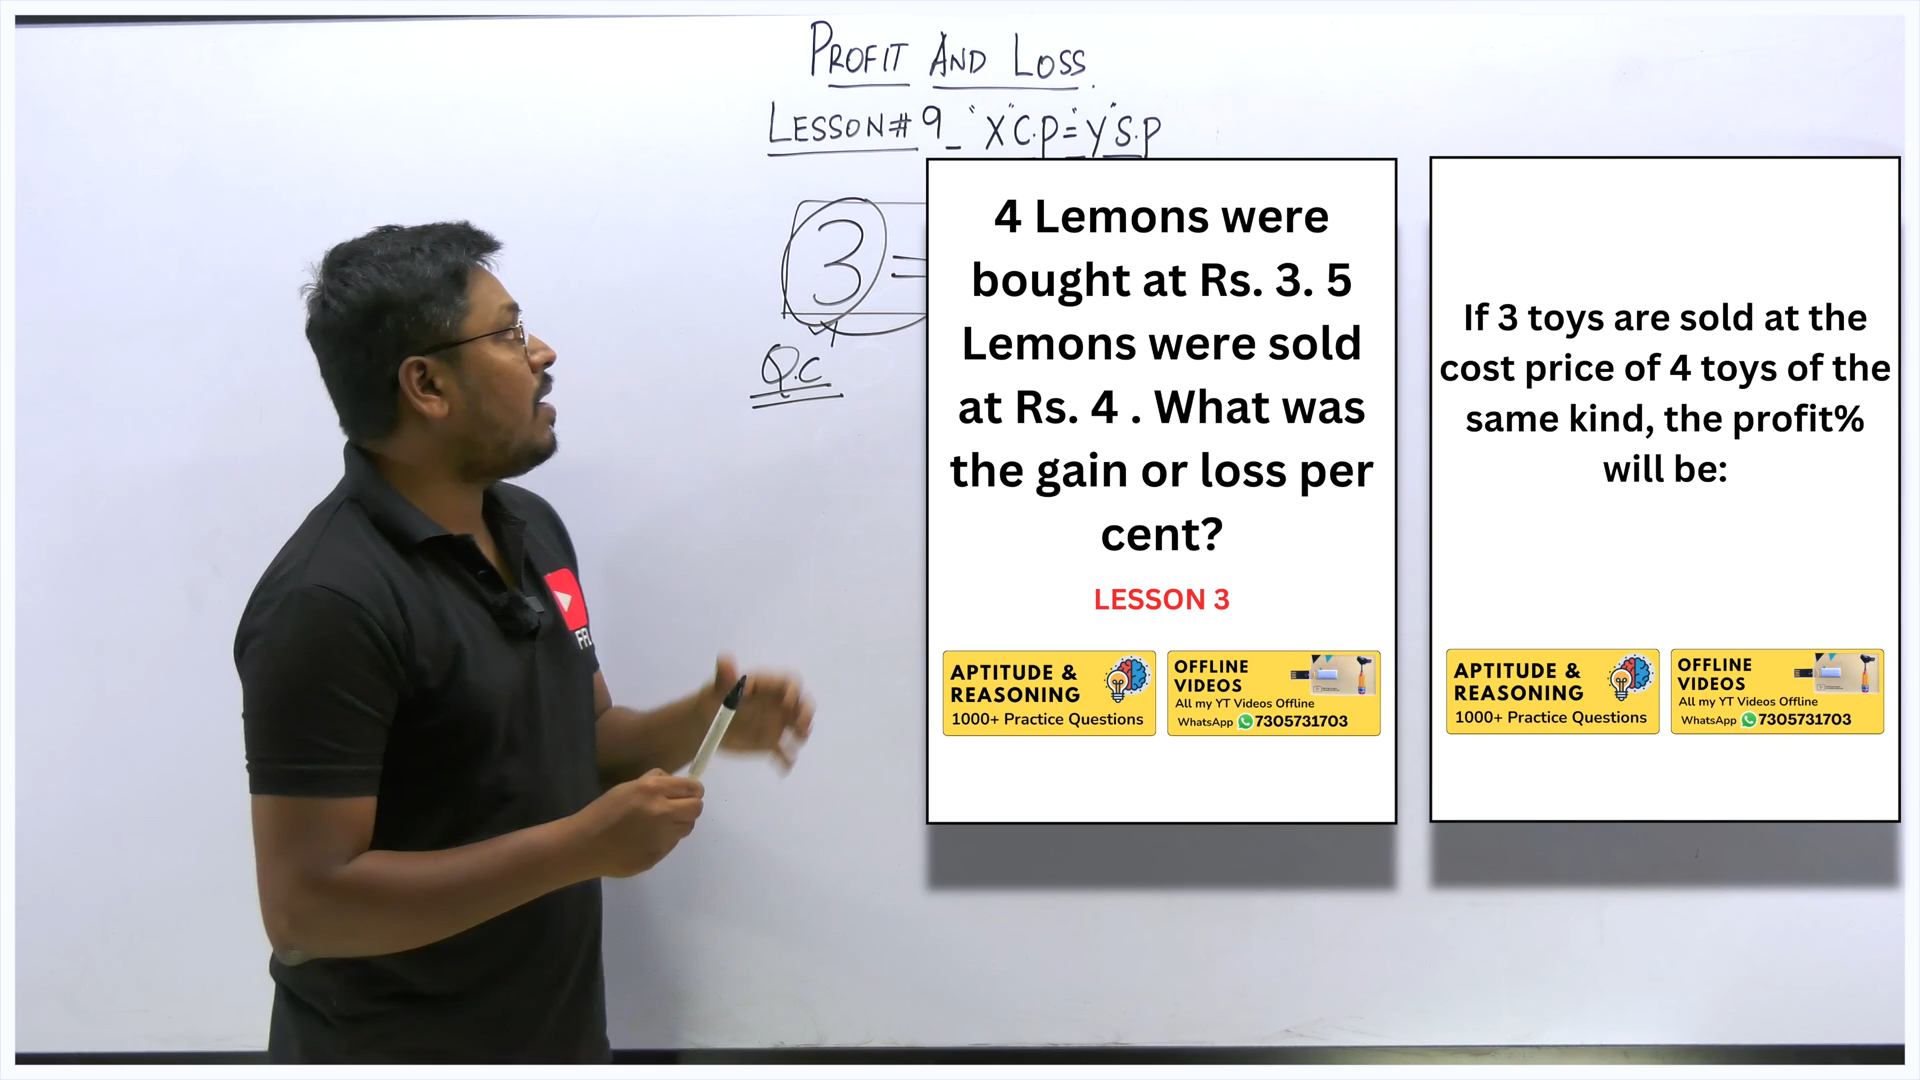 PROFIT AND LOSS
LESSON# 9_ "X" C.P = "Y" S.P
3 =
Q.C
4 Lemons were
bought at Rs. 3. 5
Lemons were sold
at Rs. 4 . What was
the gain or loss per
cent?
LESSON 3
APTITUDE &
REASONING
1000+ Practice Questions
OFFLINE
VIDEOS
All my YT Videos Offline
WhatsApp 7305731703
If 3 toys are sold at the
cost price of 4 toys of the
same kind, the profit%
will be:
APTITUDE &
REASONING
1000+ Practice Questions
OFFLINE
VIDEOS
All my YT Videos Offline
WhatsApp 7305731703